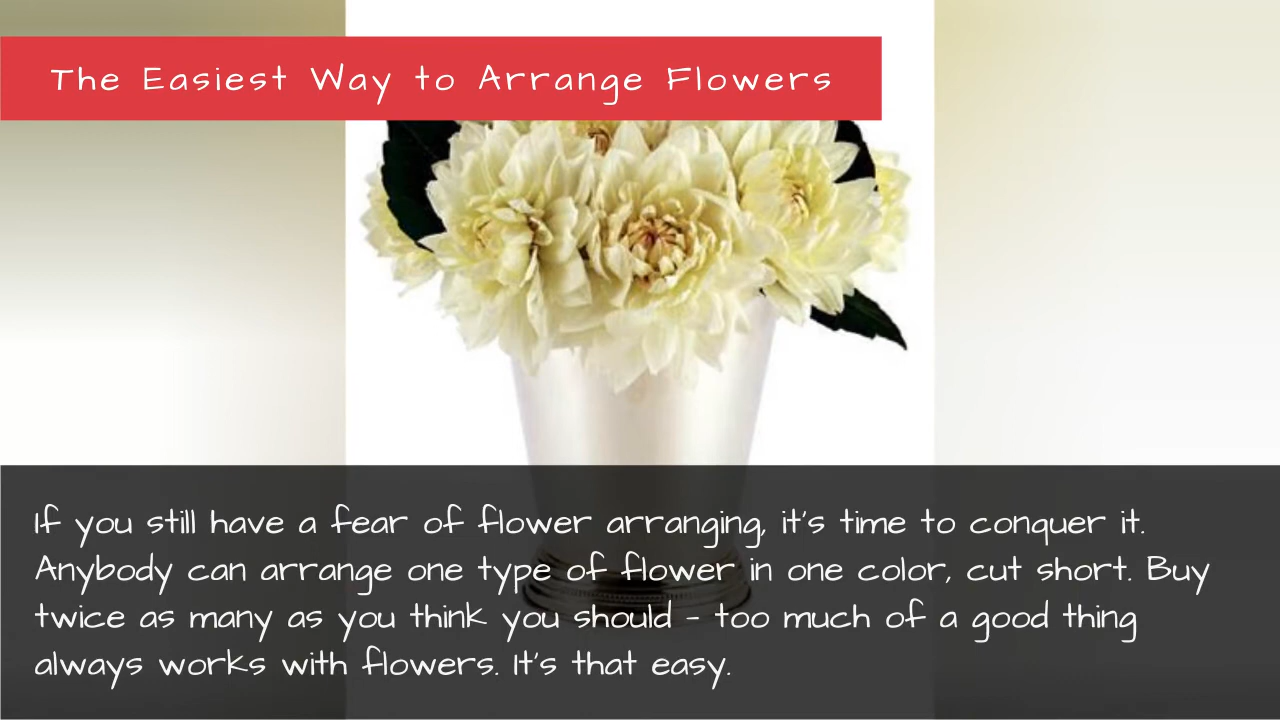 The Easiest Way to Arrange Flowers
If you still have a fear of flower arranging, it's time to conquer it.
Anybody can arrange one type of flower in one color, cut short. Buy
twice as many as you think you should - too much of a good thing
always works with flowers. It's that easy.